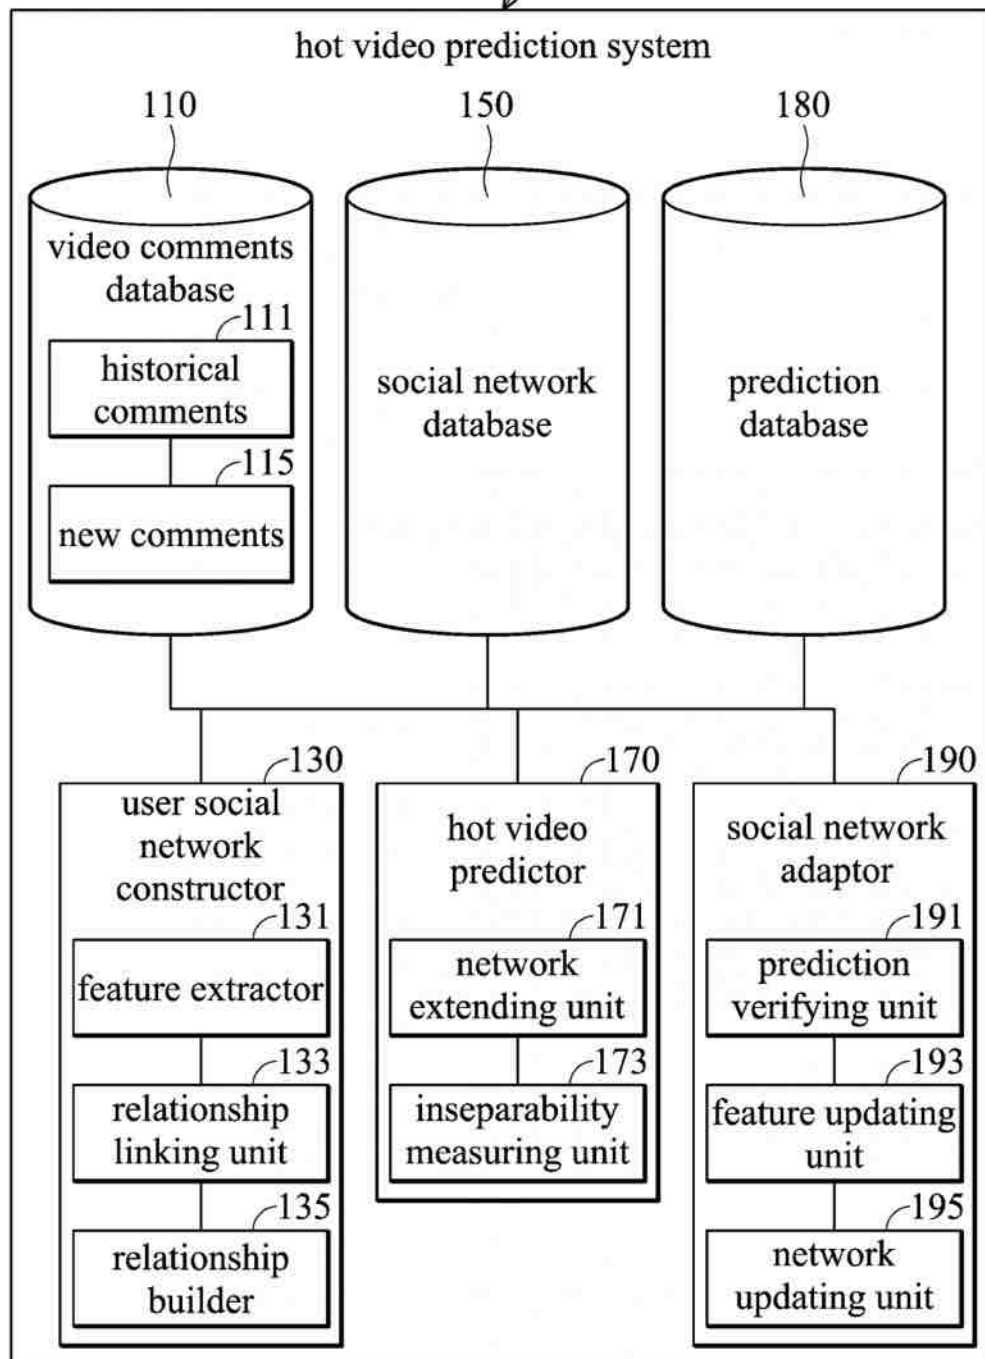 hot video prediction system
110
150
180
video comments
database
111
historical
comments
115
new comments
social network
database
prediction
database
130
user social
network
constructor
131
feature extractor
133
relationship
linking unit
135
relationship
builder
170
hot video
predictor
171
network
extending unit
173
inseparability
measuring unit
190
social network
adaptor
191
prediction
verifying unit
193
feature updating
unit
195
network
updating unit